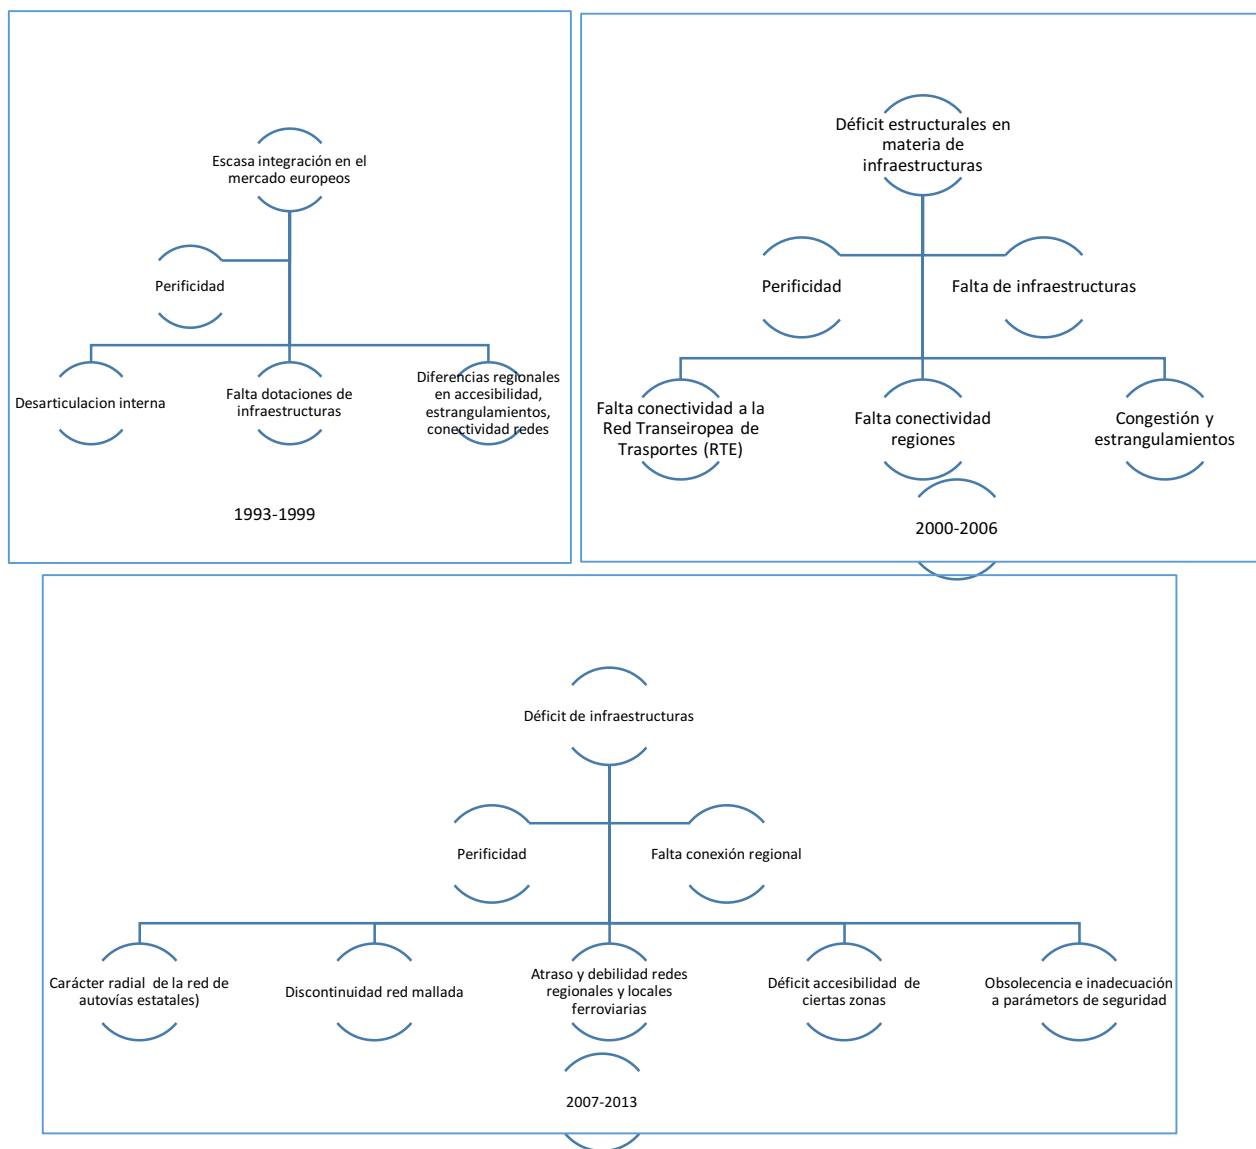 Escasa integración en el
mercado europeos
Perificidad
Desarticulacion interna
Falta dotaciones de
infraestructuras
Diferencias regionales
en accesibilidad,
estrangulamientos,
conectividad redes
1993-1999
Déficit estructurales en
materia de
infraestructuras
Perificidad
Falta de infraestructuras
Falta conectividad a la
Red Transeiropea de
Trasportes (RTE)
Falta conectividad
regiones
Congestión y
estrangulamientos
2000-2006
Déficit de infraestructuras
Perificidad
Falta conexión regional
Carácter radial de la red de
autovías estatales)
Discontinuidad red mallada
Atraso y debilidad redes
regionales y locales
ferroviarias
Déficit accesibilidad de
ciertas zonas
Obsolecencia e inadecuación
a parámetors de seguridad
2007-2013